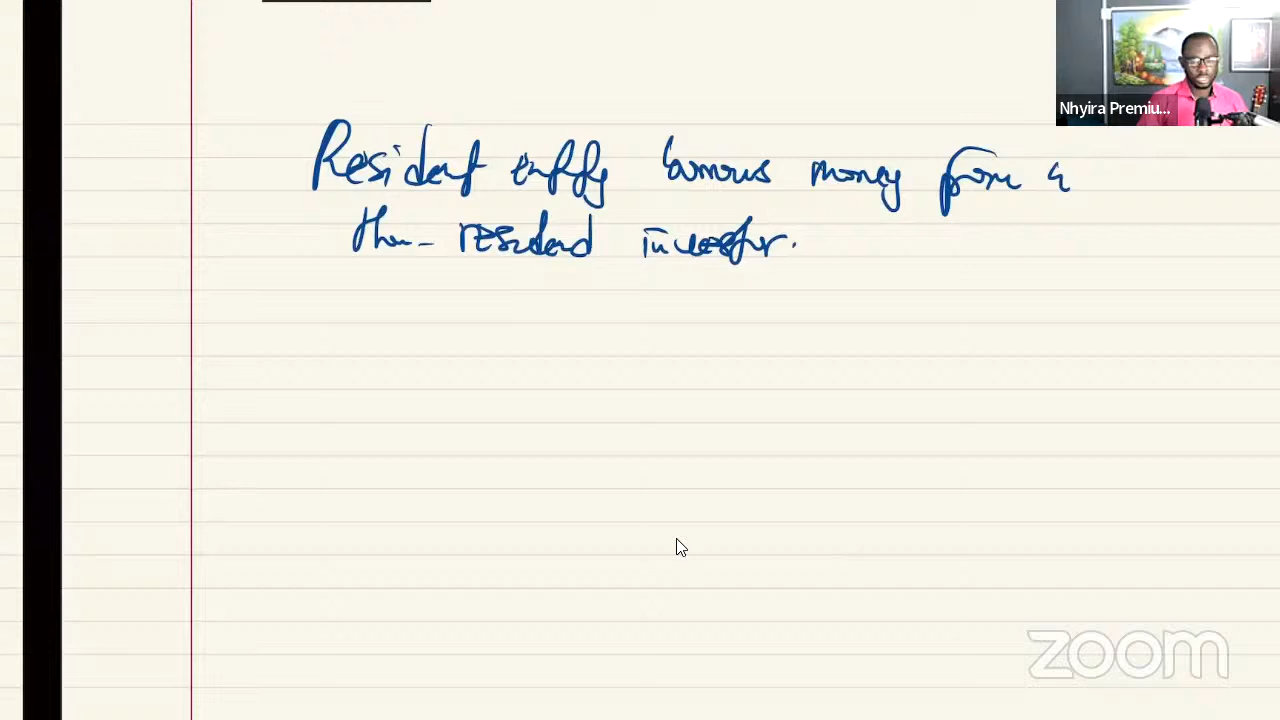 Nhyira Premiu...
Resident entity borrows money from a
Non-resident investor.
zoom